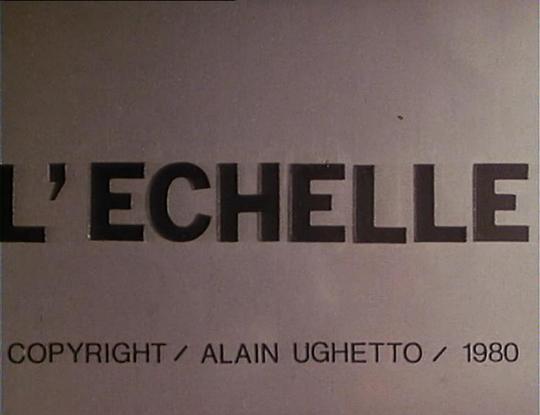 L'ECHELLE
COPYRIGHT / ALAIN UGHETTO / 1980